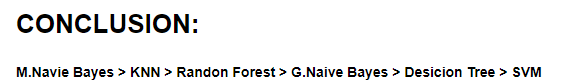 CONCLUSION:
M.Navie Bayes > KNN > Randon Forest > G.Naive Bayes > Desicion Tree > SVM